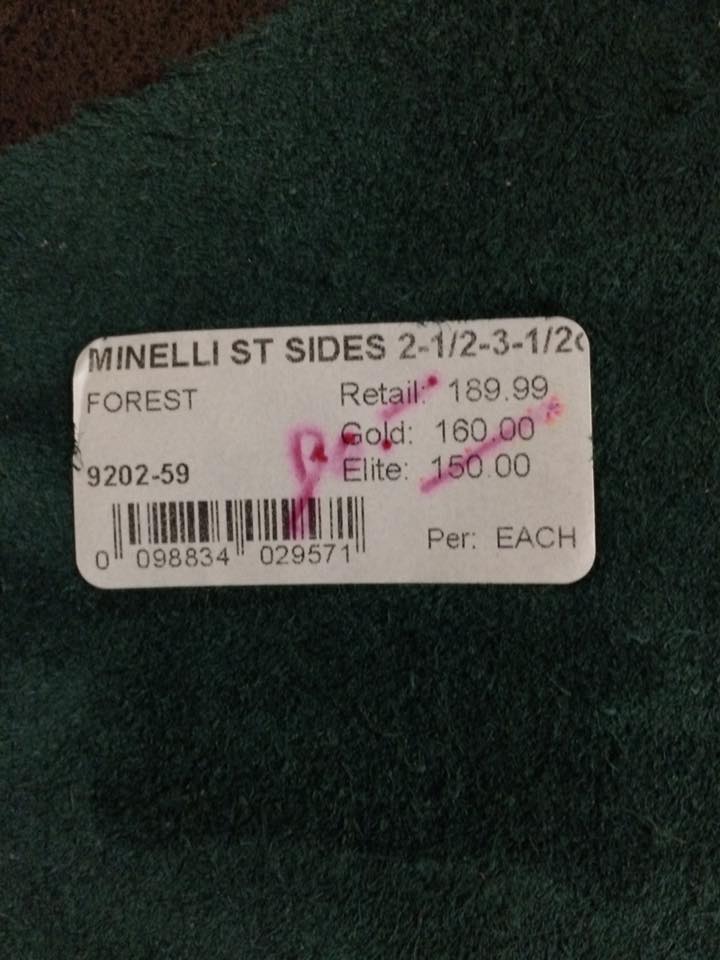 MINELLI ST SIDES 2-1/2-3-1/2
FOREST
Retail: 189.99
Gold: 160.00
9202-59
Elite: 150.00
0 098834 029571
Per: EACH